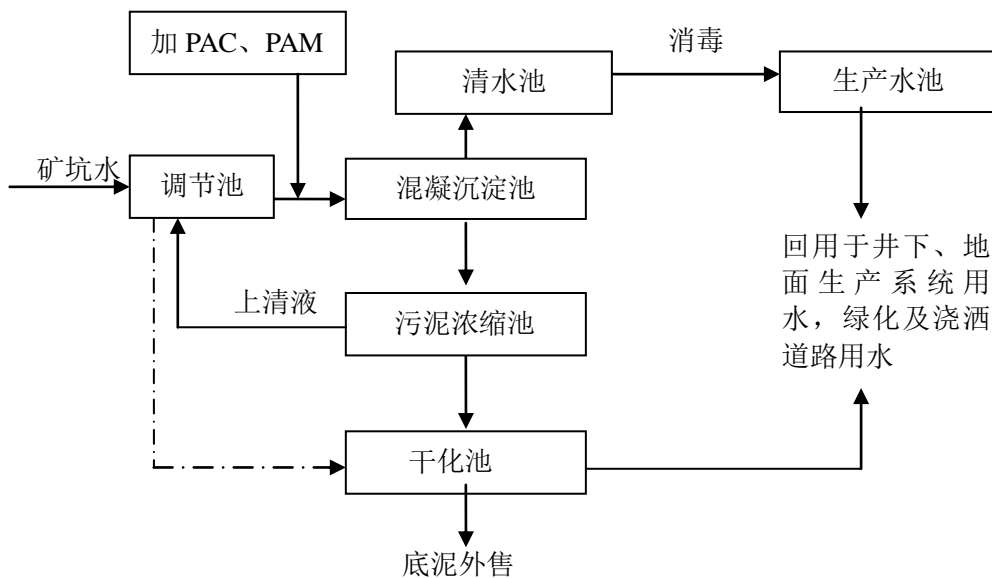 加 PAC、PAM
消毒
清水池
生产水池
矿坑水
调节池
混凝沉淀池
回用于井下、地
面生产系统用
水，绿化及浇洒
道路用水
上清液
污泥浓缩池
干化池
底泥外售